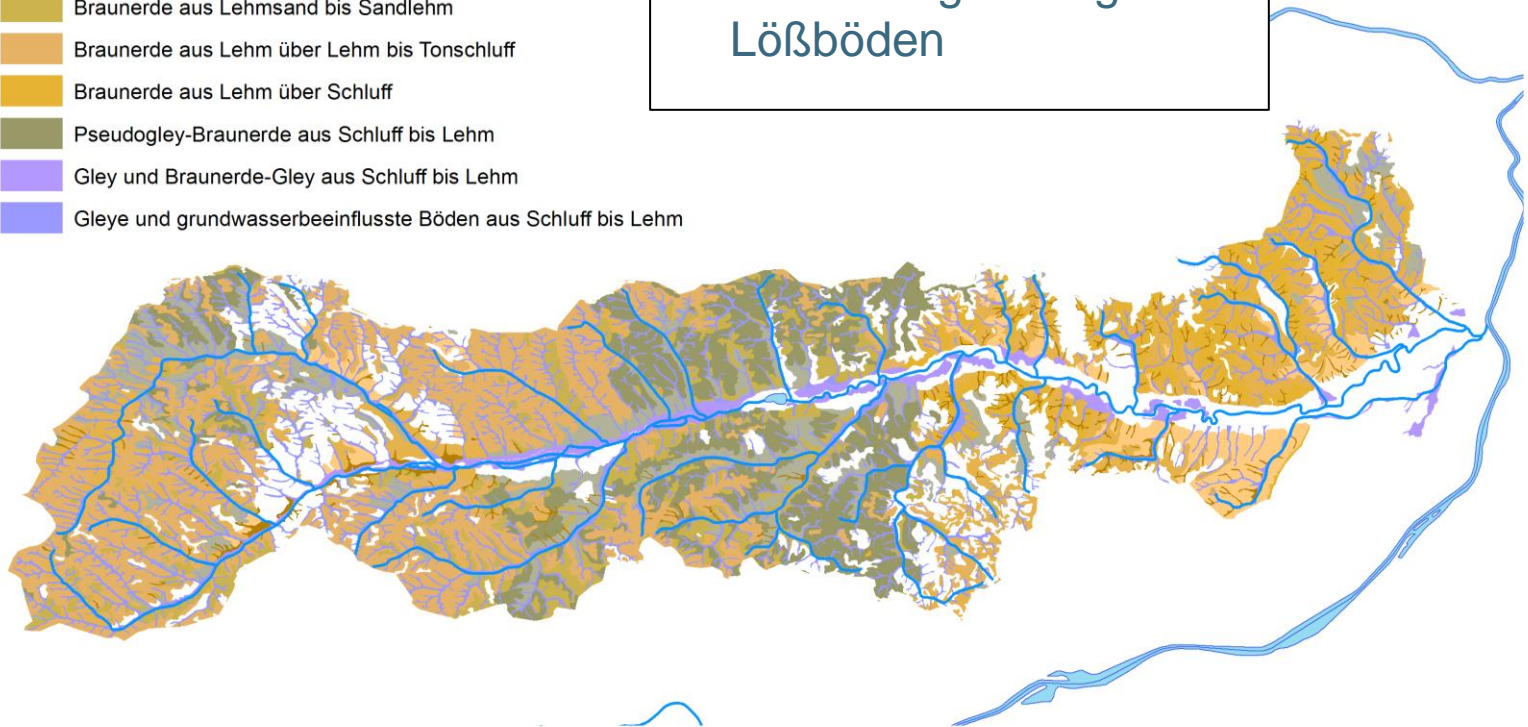 Braunerde aus Lehmsand bis Sandlehm
Braunerde aus Lehm über Lehm bis Tonschluff
Braunerde aus Lehm über Schluff
Pseudogley-Braunerde aus Schluff bis Lehm
Gley und Braunerde-Gley aus Schluff bis Lehm
Gleye und grundwasserbeeinflusste Böden aus Schluff bis Lehm
Lößböden